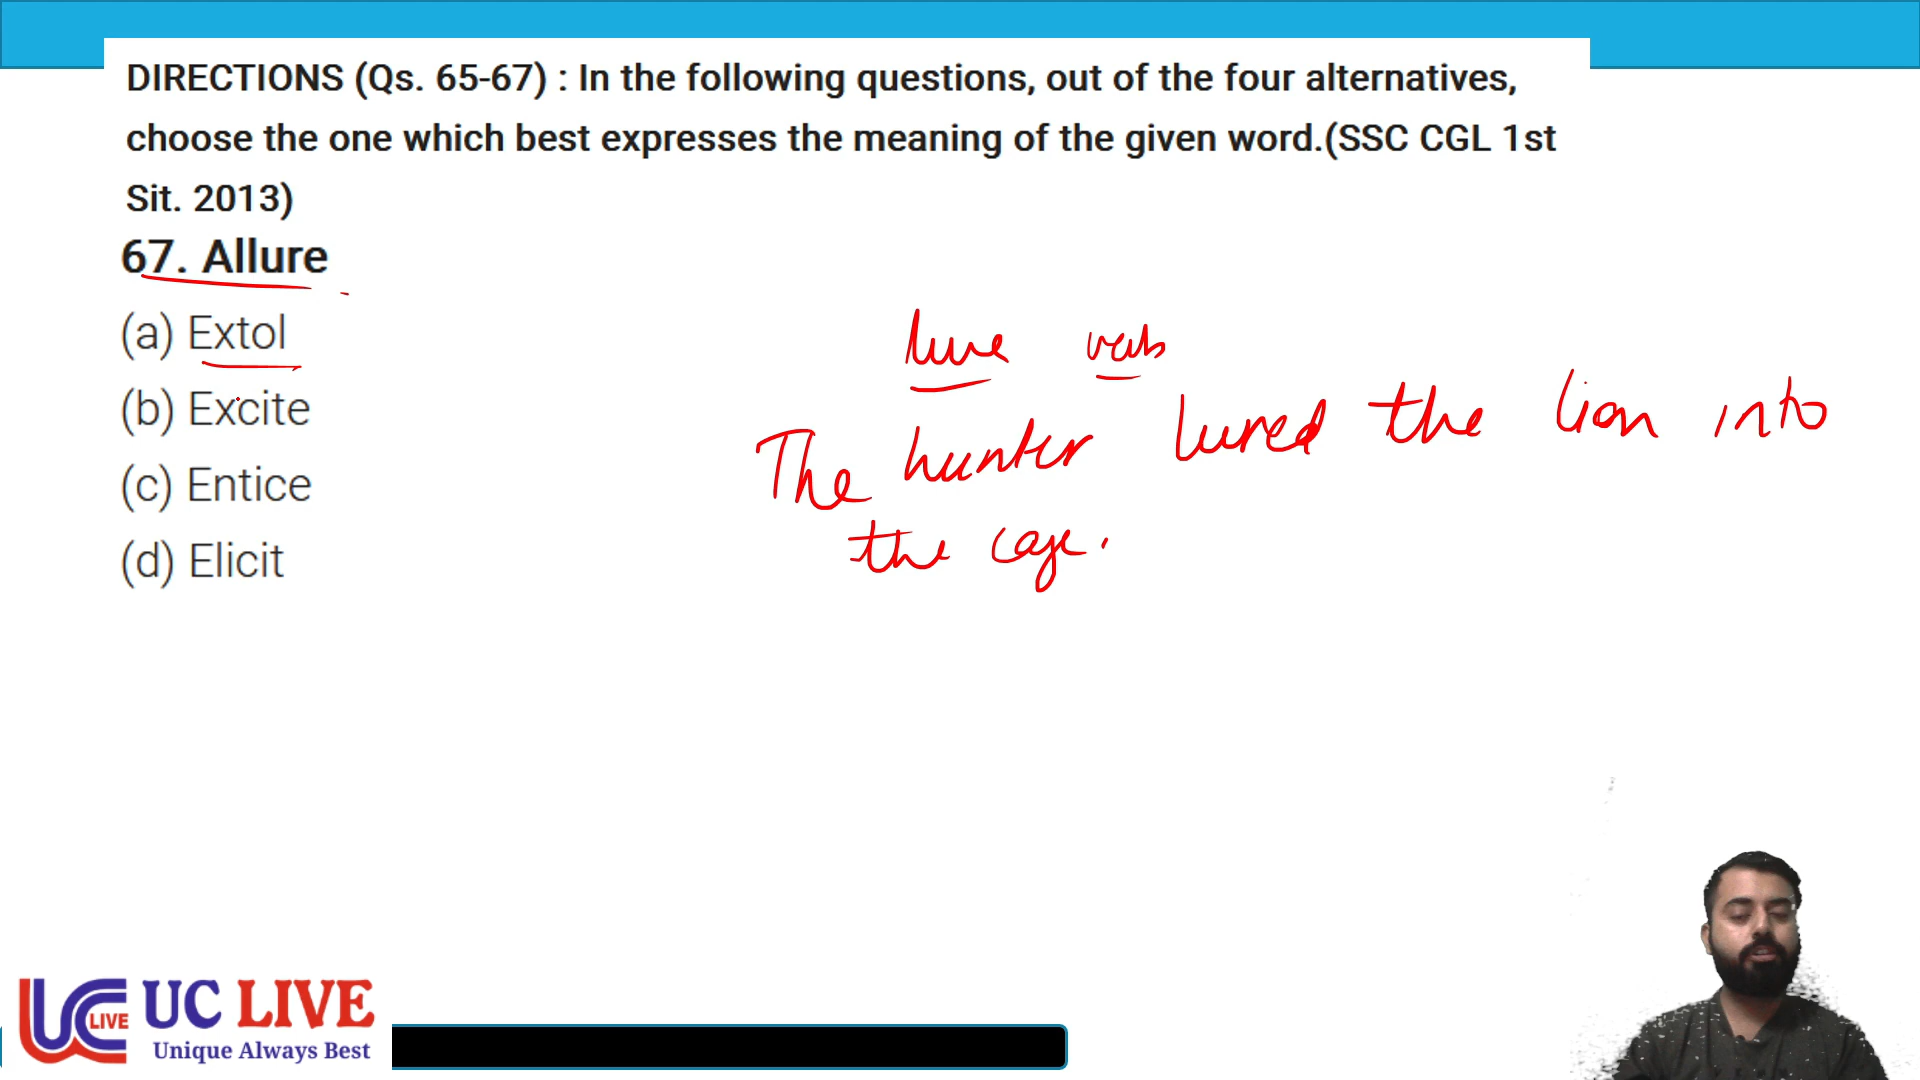 DIRECTIONS (Qs. 65-67) : In the following questions, out of the four alternatives,
choose the one which best expresses the meaning of the given word.(SSC CGL 1st
Sit. 2013)
67. Allure
(a) Extol
(b) Excite
(c) Entice
(d) Elicit
lure verb
The hunter lured the lion into
the cage.
LIVE
UC LIVE
Unique Always Best